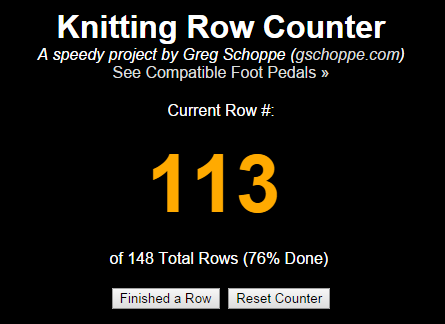 Knitting Row Counter
A speedy project by Greg Schoppe (gschoppe.com)
See Compatible Foot Pedals »
Current Row #:
113
of 148 Total Rows (76% Done)
Finished a Row Reset Counter